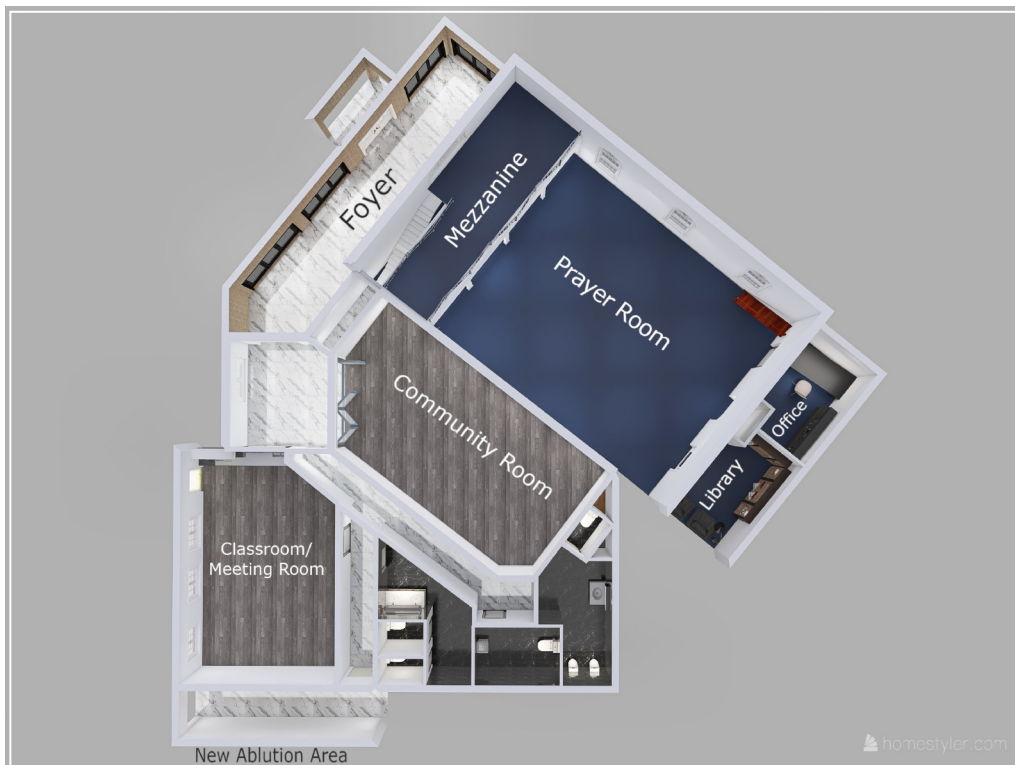 Foyer
Mezzanine
Prayer Room
Community Room
Office
Library
Classroom/
Meeting Room
New Ablution Area
homestyler.com